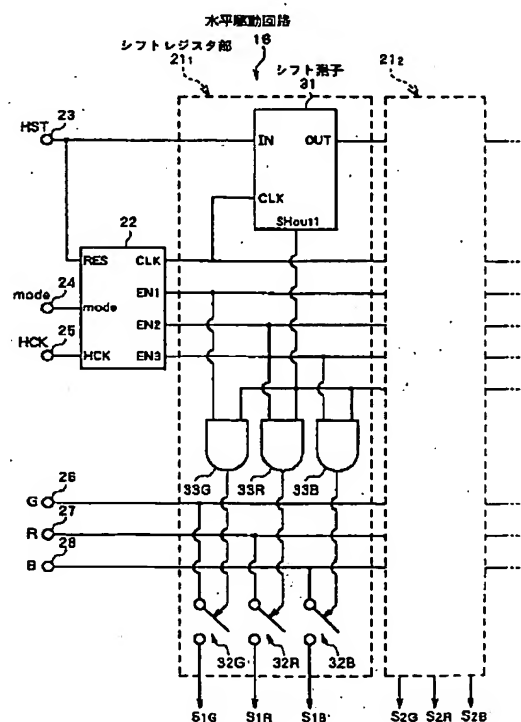 水平駆動回路
16
シフトレジスタ部
21₁
シフト素子
31
21₂
HST
23
IN
OUT
CLK
SHout1
22
RES
CLK
mode
24
mode
EN1
HCK
25
EN2
HCK
EN3
33G
33R
33B
G
26
R
27
B
28
32G
32R
32B
S1G
S1R
S1B
S2G
S2R
S2B